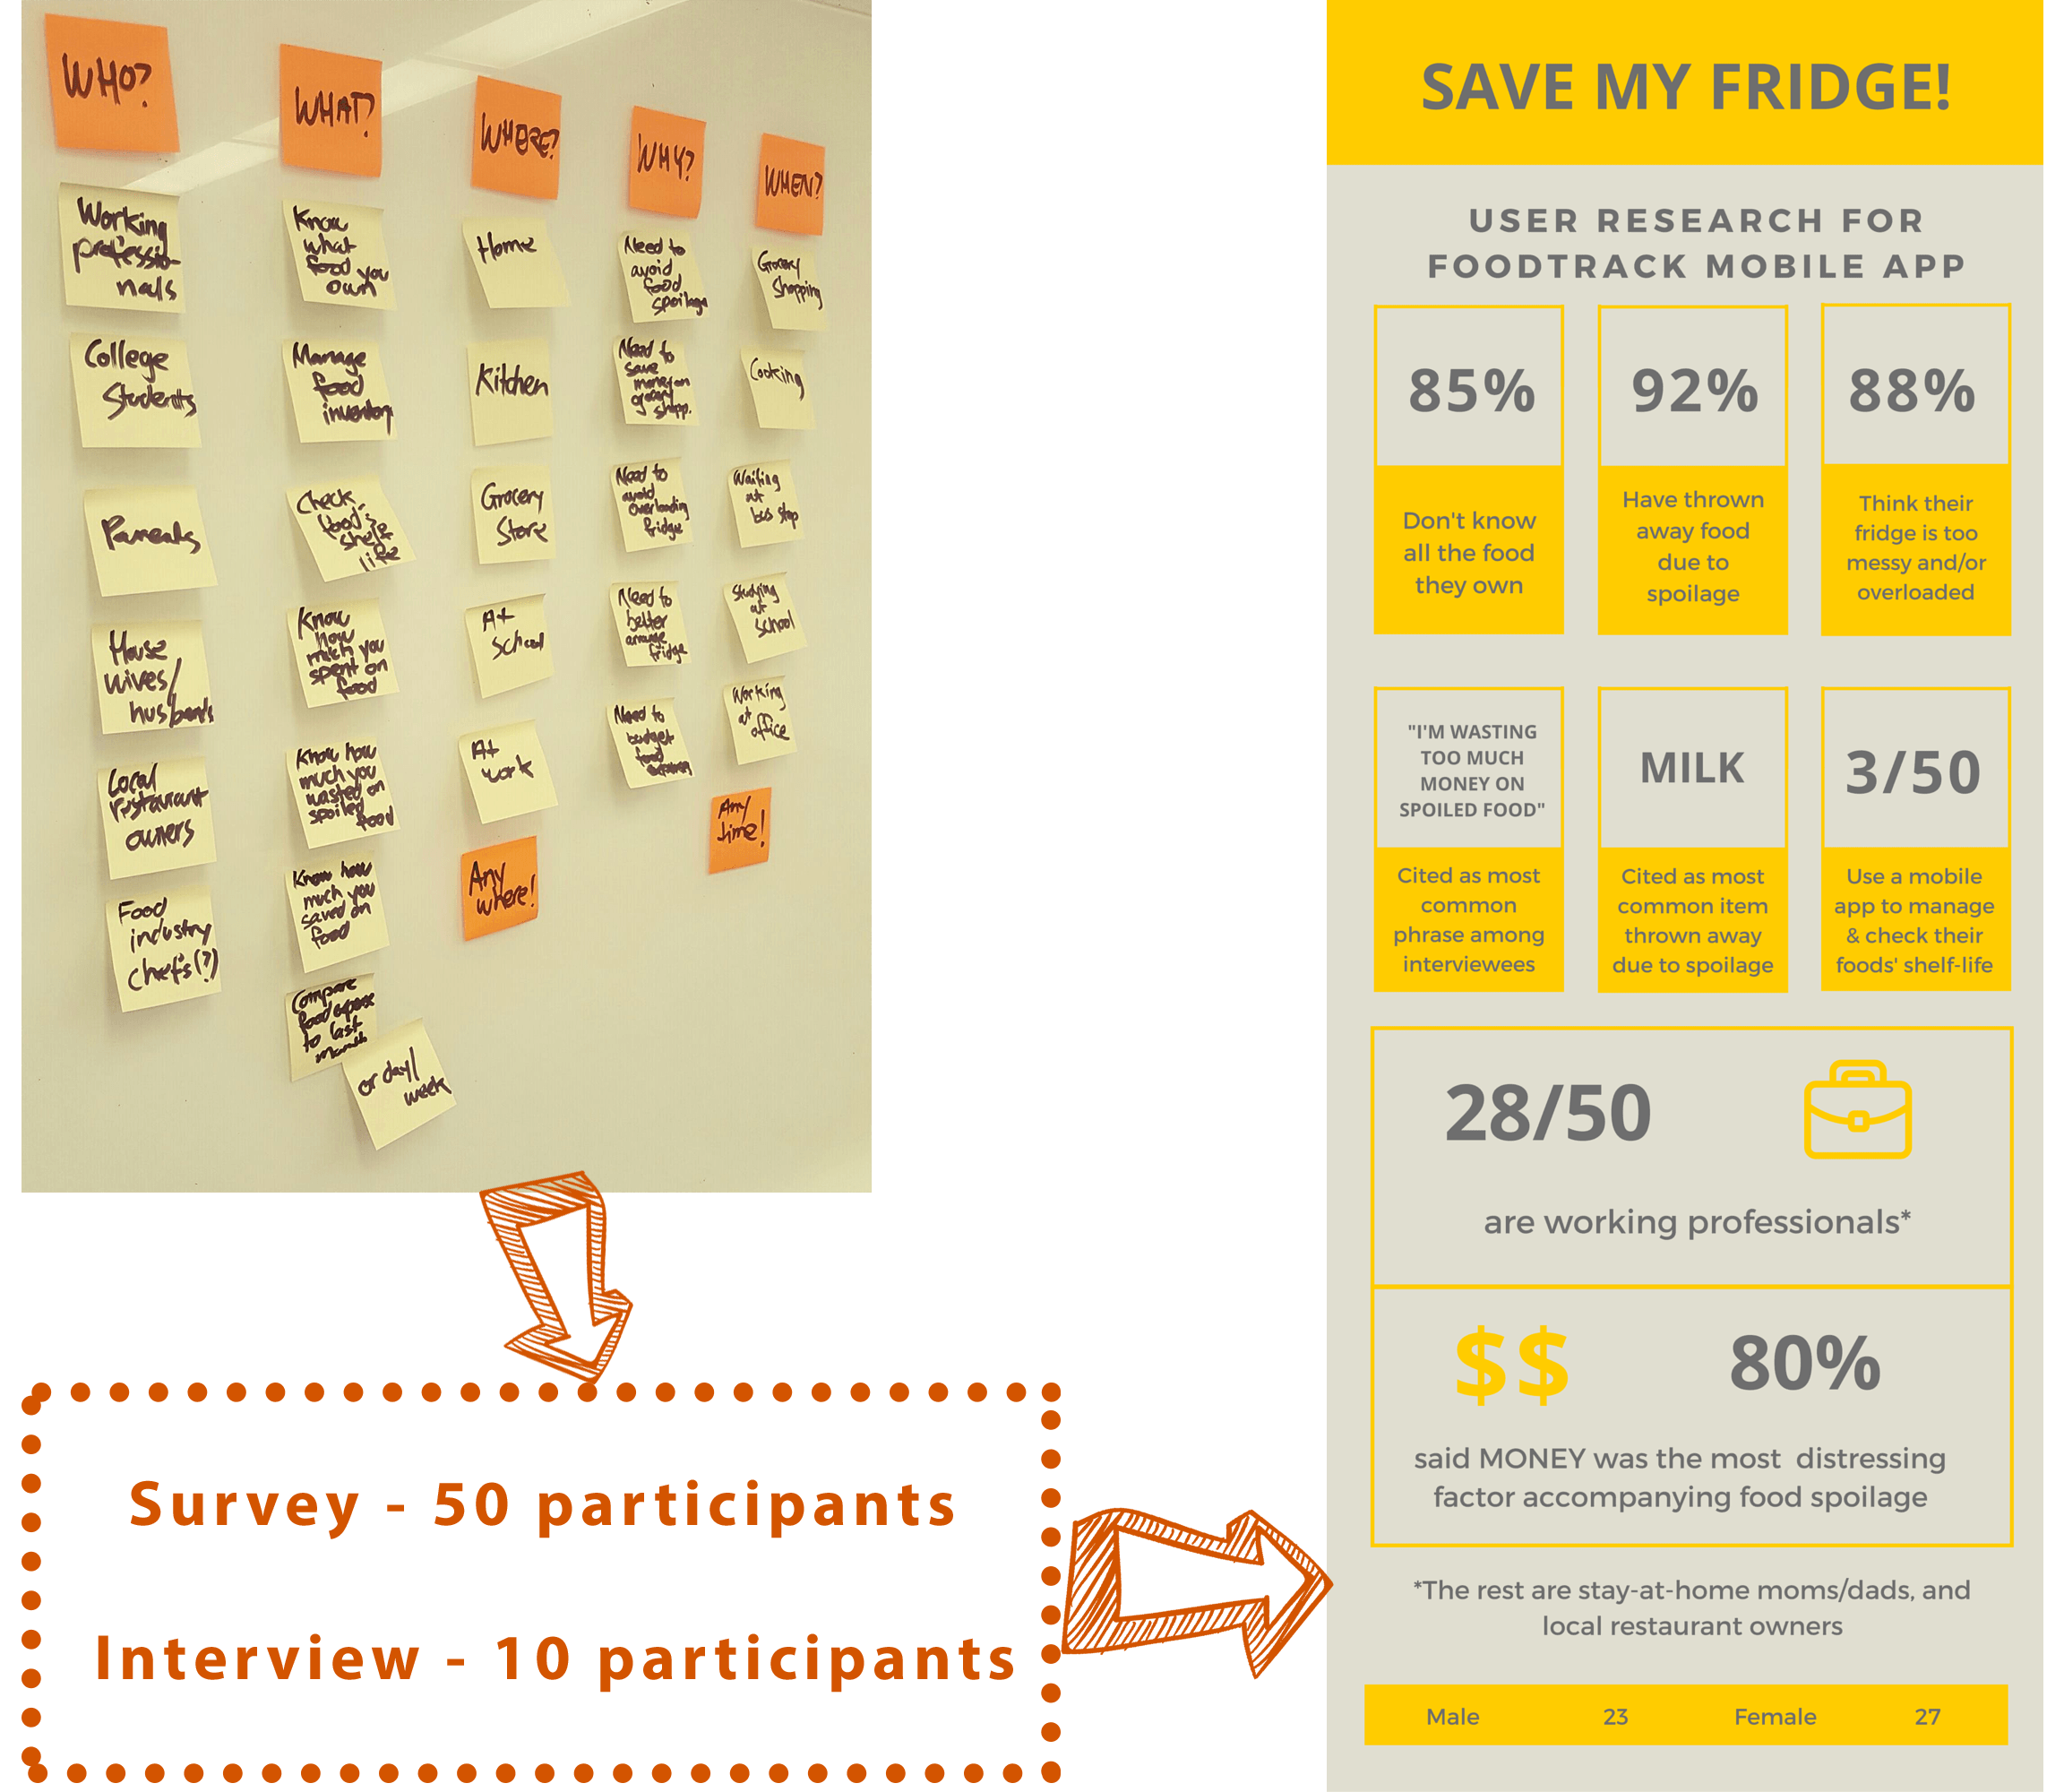 WHO?
Working
professio-
nals
College
Students
Parents
House
wives/
husbands
Local
restaurant
owners
Food
industry
chefs(?)
WHAT?
Know
what
food you
own
Manage
food
inventory
Check
food's
shelf
life
Know
how
much you
spent on
food
Know how
much you
wasted on
spoiled
food
Know how
much you
saved on
food
Compare
food expense
to last
month
or day/
week
WHERE?
Home
Kitchen
Grocery
Store
At
School
At
work
Any
where!
WHY?
Need to
avoid
food
spoilage
Need to
save
money on
grocery
shopp.
Need to
avoid
overloading
fridge
Need to
better
arrange
fridge
Need to
budget
food
WHEN?
Grocery
Shopping
Cooking
Waiting
at
bus stop
Studying
at
school
Working
at
office
Any
time!
Survey - 50 participants
Interview - 10 participants
SAVE MY FRIDGE!
USER RESEARCH FOR
FOODTRACK MOBILE APP
85%
Don't know
all the food
they own
92%
Have thrown
away food
due to
spoilage
88%
Think their
fridge is too
messy and/or
overloaded
"I'M WASTING
TOO MUCH
MONEY ON
SPOILED FOOD"
Cited as most
common
phrase among
interviewees
MILK
Cited as most
common item
thrown away
due to spoilage
3/50
Use a mobile
app to manage
& check their
foods' shelf-life
28/50
are working professionals*
$$ 80%
said MONEY was the most distressing
factor accompanying food spoilage
*The rest are stay-at-home moms/dads, and
local restaurant owners
Male 23 Female 27